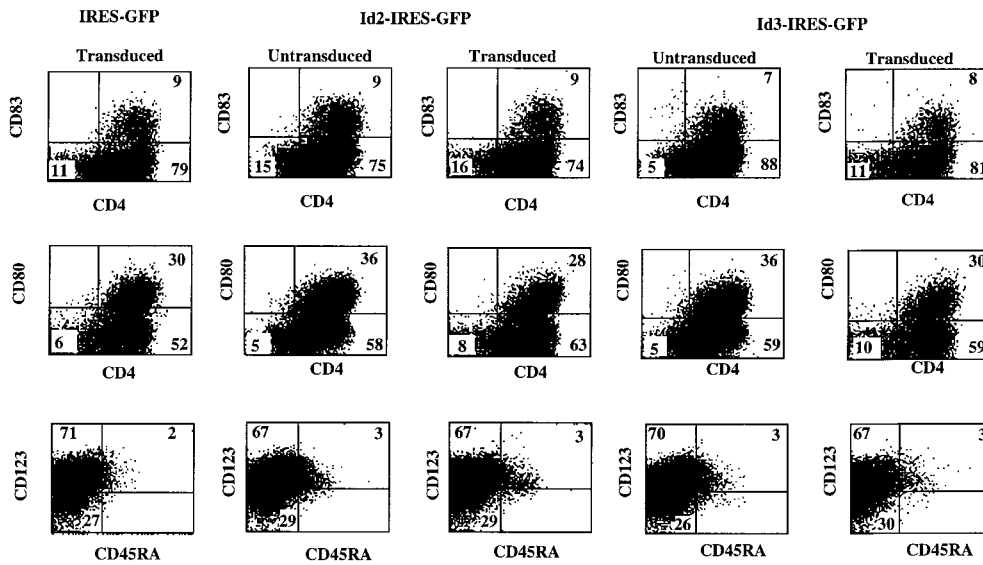 IRES-GFP Id2-IRES-GFP Id3-IRES-GFP
Transduced Untransduced Transduced Untransduced Transduced
CD83 9 11 79 CD4
CD83 9 15 75 CD4
CD83 9 16 74 CD4
CD83 7 5 88 CD4
CD83 8 11 81 CD4
CD80 30 6 52 CD4
CD80 36 5 58 CD4
CD80 28 8 63 CD4
CD80 36 5 59 CD4
CD80 30 10 59 CD4
CD123 71 2 27 CD45RA
CD123 67 3 29 CD45RA
CD123 67 3 29 CD45RA
CD123 70 3 26 CD45RA
CD123 67 3 30 CD45RA